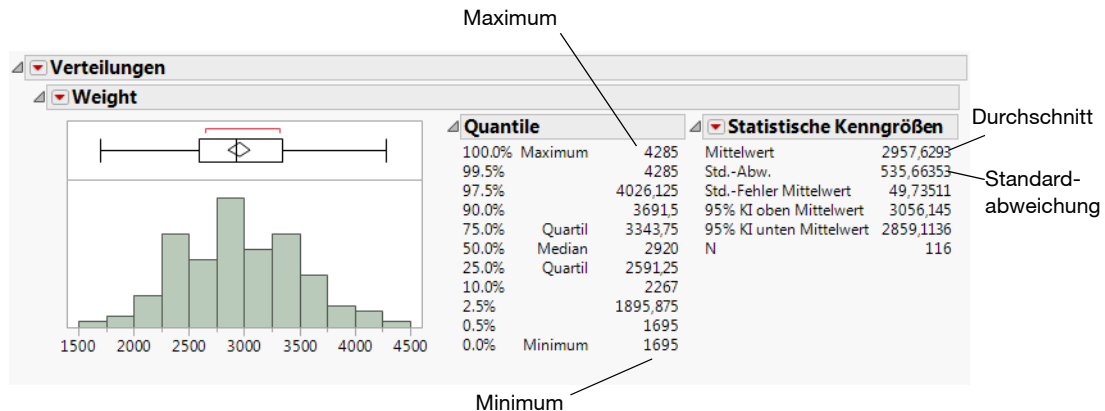 Maximum
Verteilungen
Weight
1500 2000 2500 3000 3500 4000 4500
Quantile
100.0% Maximum 4285
99.5% 4285
97.5% 4026,125
90.0% 3691,5
75.0% Quartil 3343,75
50.0% Median 2920
25.0% Quartil 2591,25
10.0% 2267
2.5% 1895,875
0.5% 1695
0.0% Minimum 1695
Statistische Kenngrößen
Mittelwert 2957,6293
Std.-Abw. 535,66353
Std.-Fehler Mittelwert 49,73511
95% KI oben Mittelwert 3056,145
95% KI unten Mittelwert 2859,1136
N 116
Durchschnitt
Standard-
abweichung
Minimum